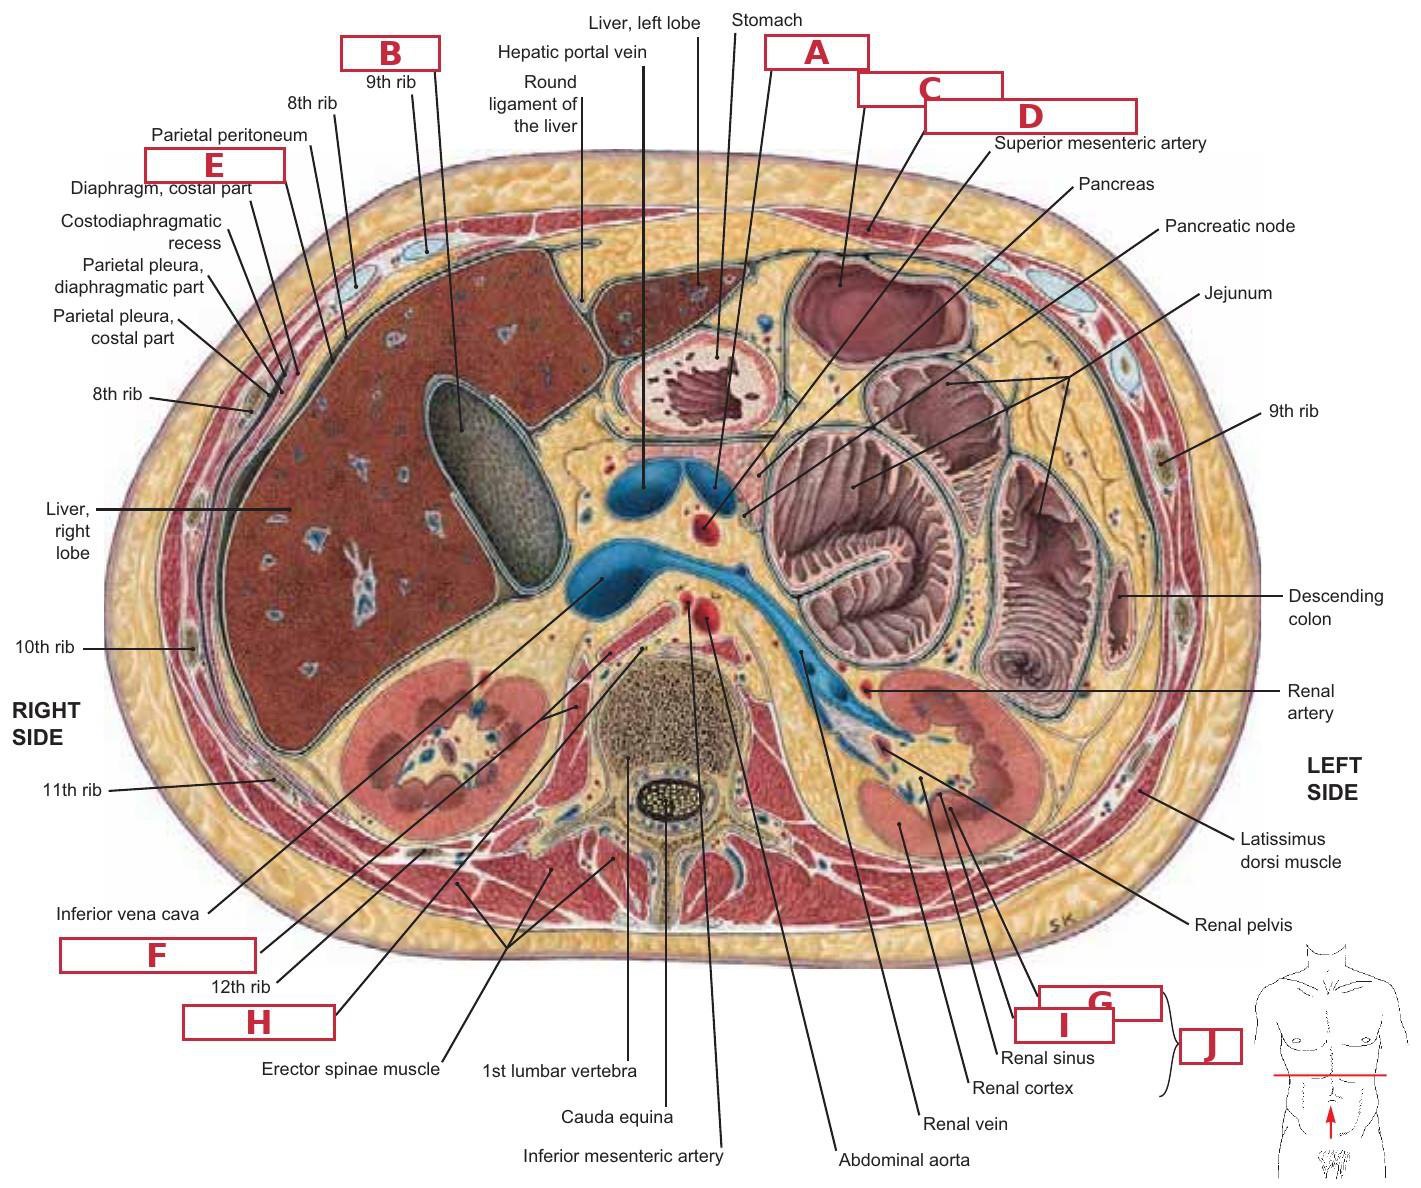 Liver, left lobe
Stomach
Hepatic portal vein
B
A
9th rib
Round
ligament of
the liver
C
D
8th rib
Parietal peritoneum
Superior mesenteric artery
E
Diaphragm, costal part
Pancreas
Costodiaphragmatic
recess
Pancreatic node
Parietal pleura,
diaphragmatic part
Jejunum
Parietal pleura,
costal part
8th rib
9th rib
Liver,
right
lobe
Descending
colon
10th rib
Renal
artery
RIGHT
SIDE
LEFT
SIDE
11th rib
Latissimus
dorsi muscle
Inferior vena cava
SK
Renal pelvis
F
12th rib
G
H
I
J
Renal sinus
Erector spinae muscle
1st lumbar vertebra
Renal cortex
Cauda equina
Renal vein
Inferior mesenteric artery
Abdominal aorta